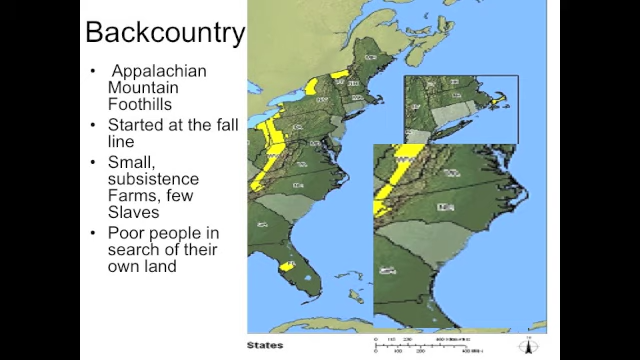 Backcountry
• Appalachian
Mountain
Foothills
• Started at the fall
line
• Small,
subsistence
Farms, few
Slaves
• Poor people in
search of their
own land
States